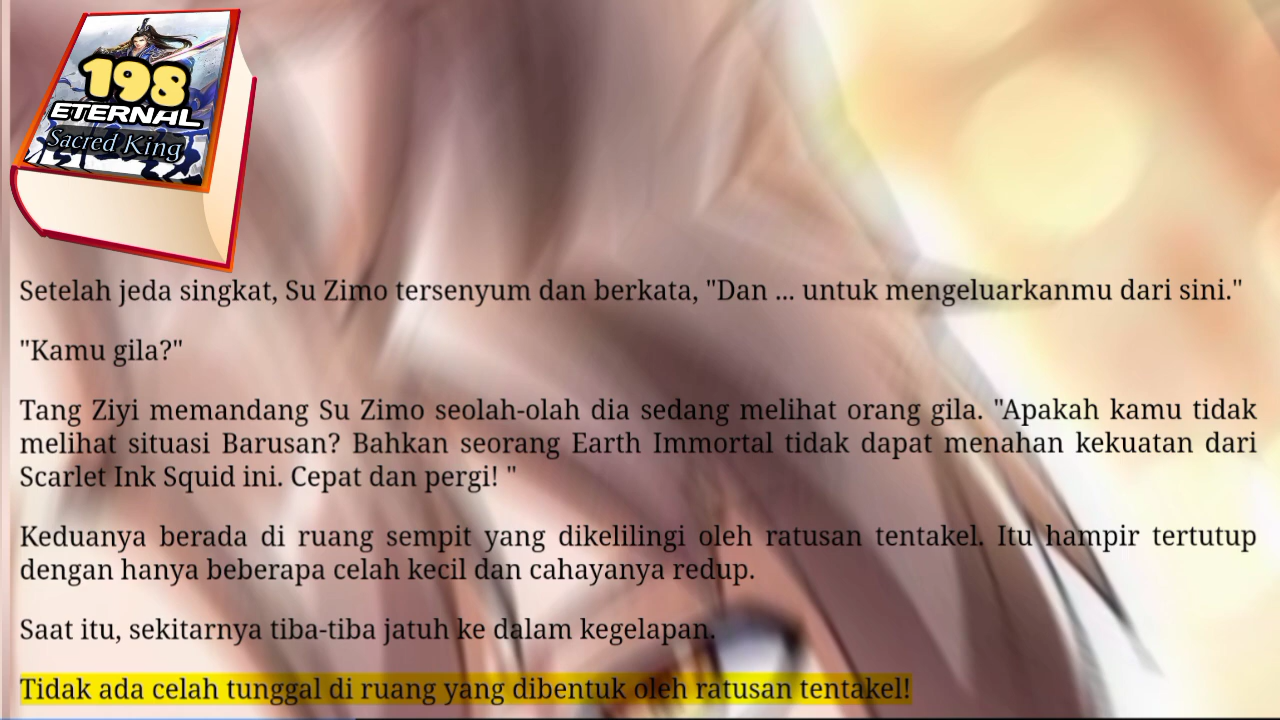 198
ETERNAL
Sacred King
Setelah jeda singkat, Su Zimo tersenyum dan berkata, "Dan ... untuk mengeluarkanmu dari sini."
"Kamu gila?"
Tang Ziyi memandang Su Zimo seolah-olah dia sedang melihat orang gila. "Apakah kamu tidak
melihat situasi Barusan? Bahkan seorang Earth Immortal tidak dapat menahan kekuatan dari
Scarlet Ink Squid ini. Cepat dan pergi! "
Keduanya berada di ruang sempit yang dikelilingi oleh ratusan tentakel. Itu hampir tertutup
dengan hanya beberapa celah kecil dan cahayanya redup.
Saat itu, sekitarnya tiba-tiba jatuh ke dalam kegelapan.
Tidak ada celah tunggal di ruang yang dibentuk oleh ratusan tentakel!